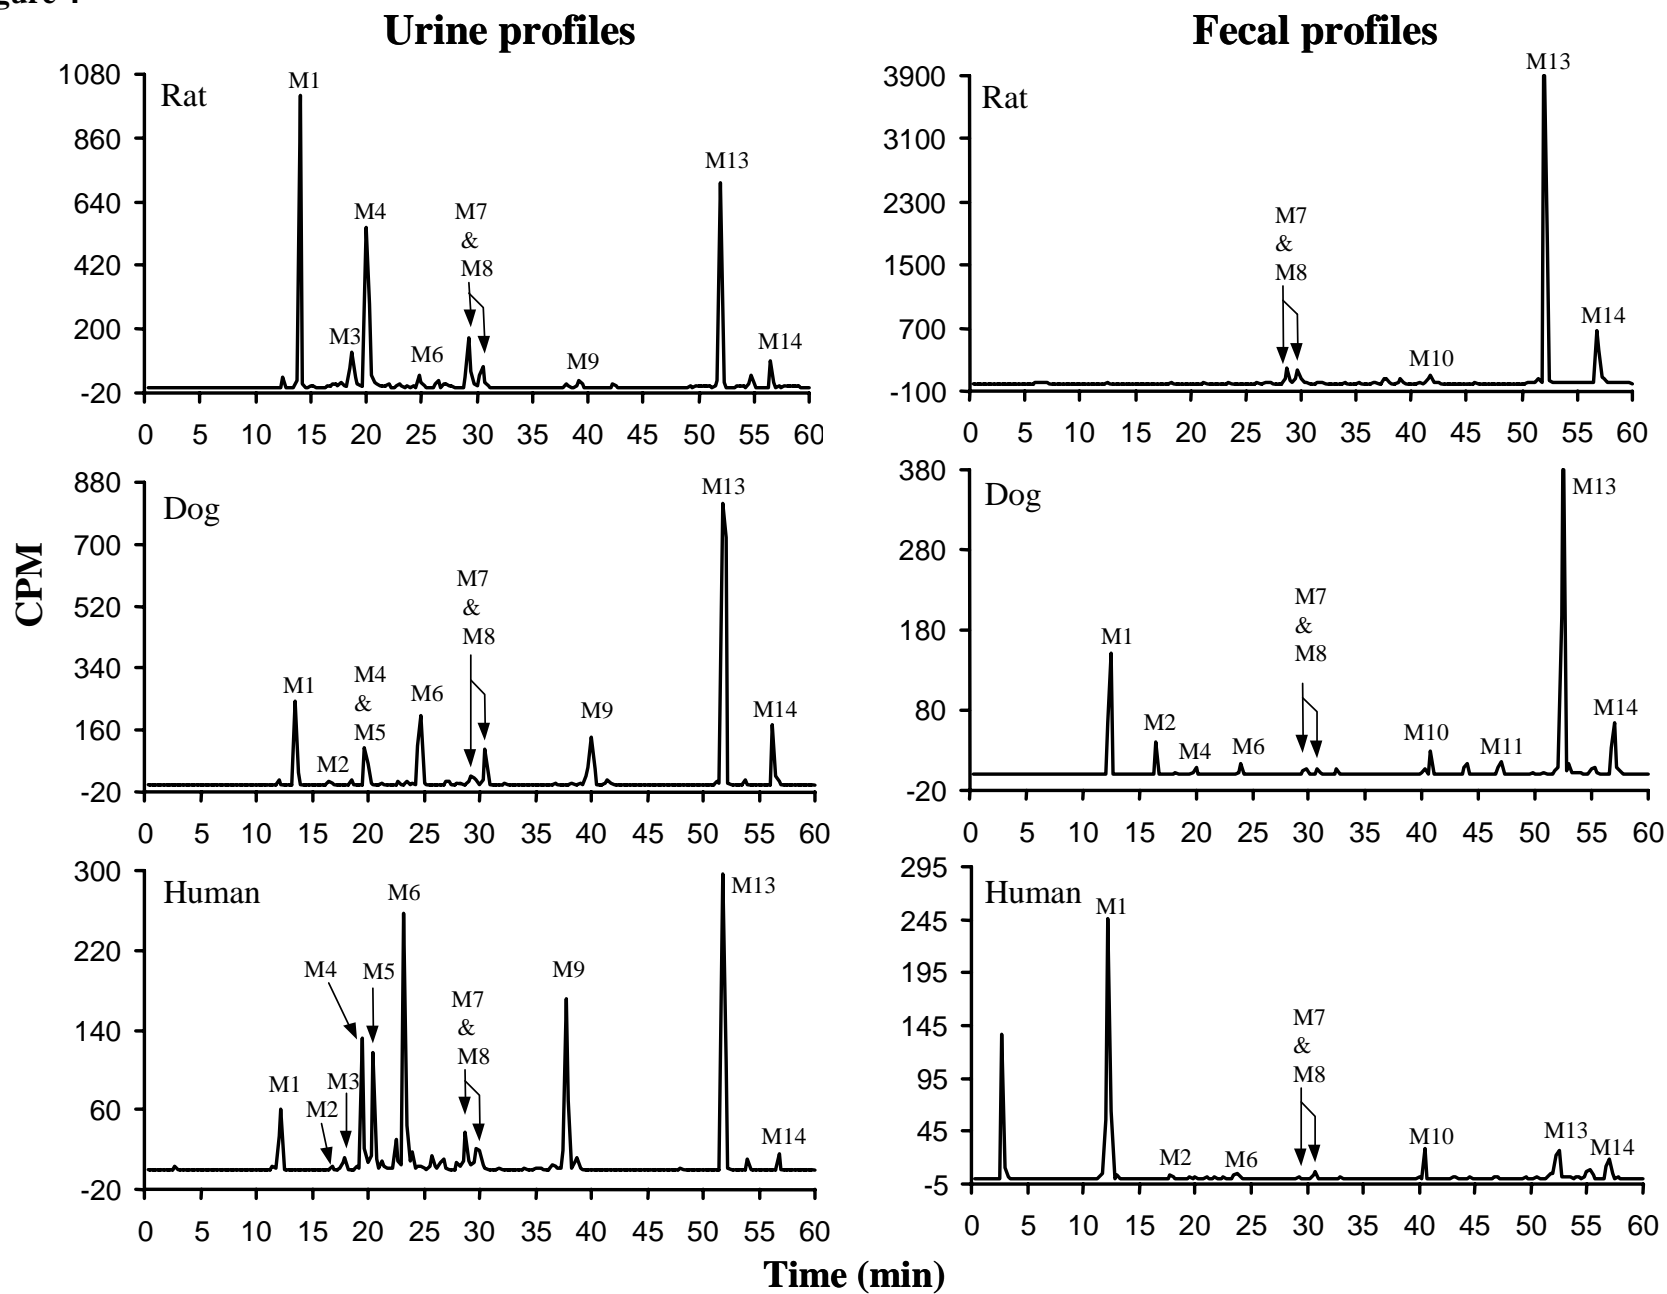 gure 4
Urine profiles
Fecal profiles
CPM
Rat
1080
860
640
420
200
-20
M1
M3
M4
M6
M7
&
M8
M9
M13
M14
0 5 10 15 20 25 30 35 40 45 50 55 60
Rat
3900
3100
2300
1500
700
-100
M7
&
M8
M10
M13
M14
0 5 10 15 20 25 30 35 40 45 50 55 60
Dog
880
700
520
340
160
-20
M1
M2
M4
&
M5
M6
M7
&
M8
M9
M13
M14
0 5 10 15 20 25 30 35 40 45 50 55 60
Dog
380
280
180
80
-20
M1
M2
M4
M6
M7
&
M8
M10
M11
M13
M14
0 5 10 15 20 25 30 35 40 45 50 55 60
Human
300
220
140
60
-20
M1
M2
M3
M4
M5
M6
M7
&
M8
M9
M13
M14
0 5 10 15 20 25 30 35 40 45 50 55 60
Human
295
245
195
145
95
45
-5
M1
M2
M6
M7
&
M8
M10
M13
M14
0 5 10 15 20 25 30 35 40 45 50 55 60
Time (min)